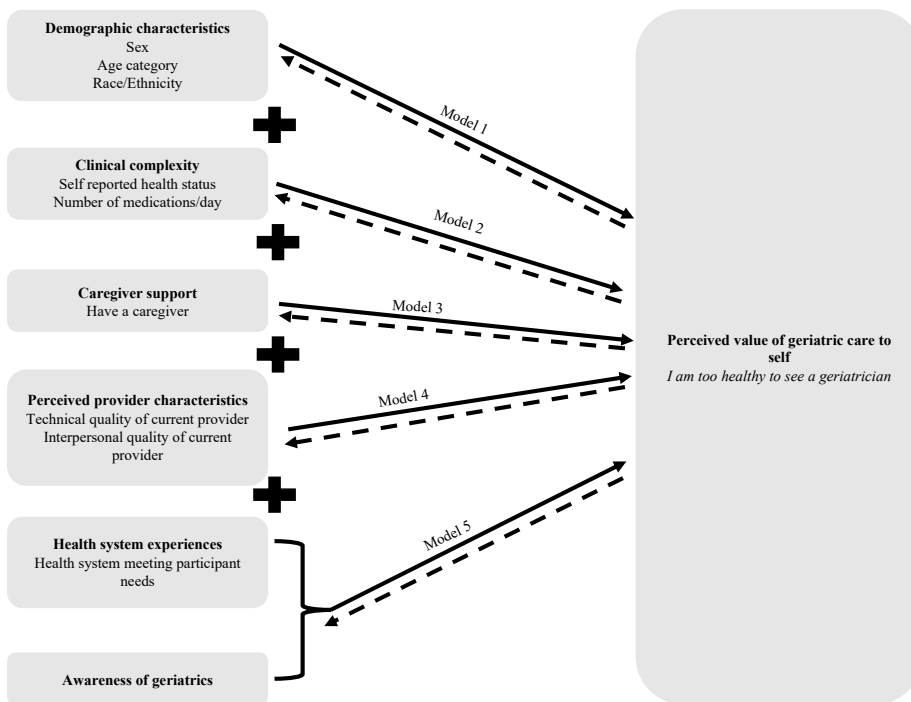 Demographic characteristics
Sex
Age category
Race/Ethnicity
Model 1
Clinical complexity
Self reported health status
Number of medications/day
Model 2
Caregiver support
Have a caregiver
Model 3
Perceived provider characteristics
Technical quality of current provider
Interpersonal quality of current
provider
Model 4
Health system experiences
Health system meeting participant
needs
Model 5
Awareness of geriatrics
Perceived value of geriatric care to
self
I am too healthy to see a geriatrician